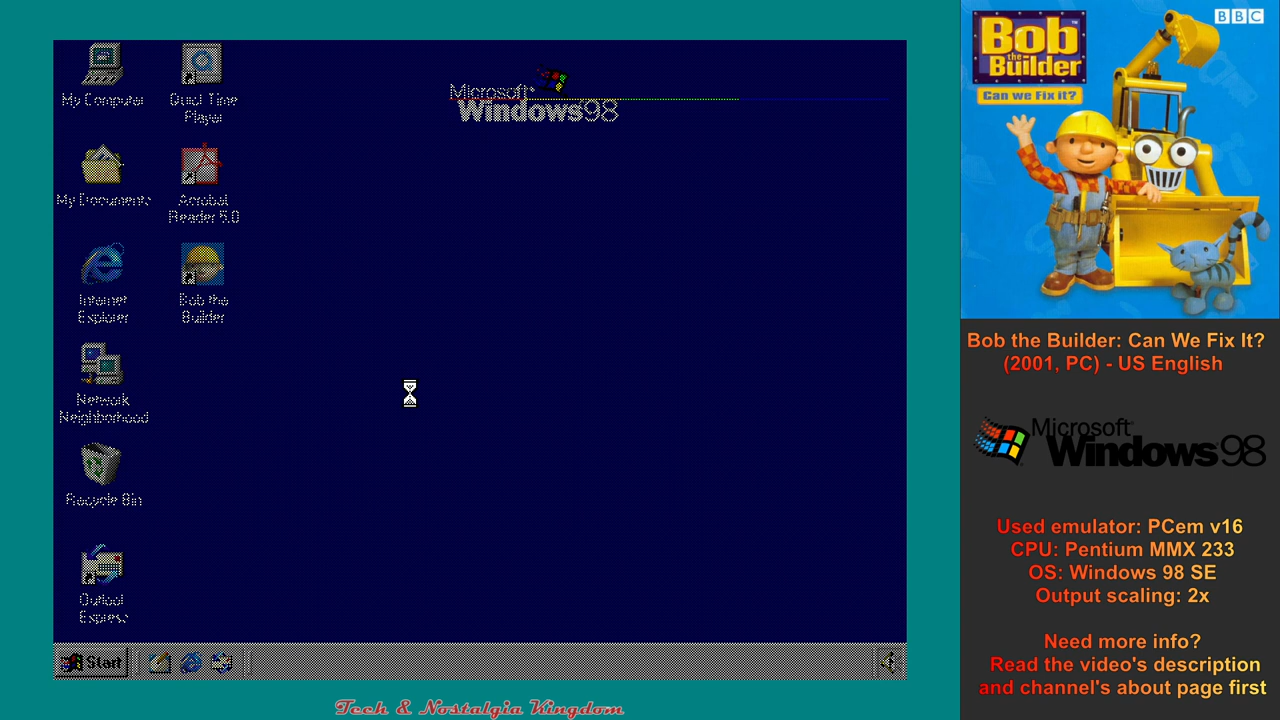 My Computer
QuickTime
Player
My Documents
Acrobat
Reader 5.0
Internet
Explorer
Bob the
Builder
Network
Neighborhood
Recycle Bin
Outlook
Express
Microsoft
Windows98
Start
Tech & Nostalgia Kingdom
BBC
Bob
the
Builder
Can we Fix it?
Bob the Builder: Can We Fix It?
(2001, PC) - US English
Microsoft
Windows 98
Used emulator: PCem v16
CPU: Pentium MMX 233
OS: Windows 98 SE
Output scaling: 2x
Need more info?
Read the video's description
and channel's about page first